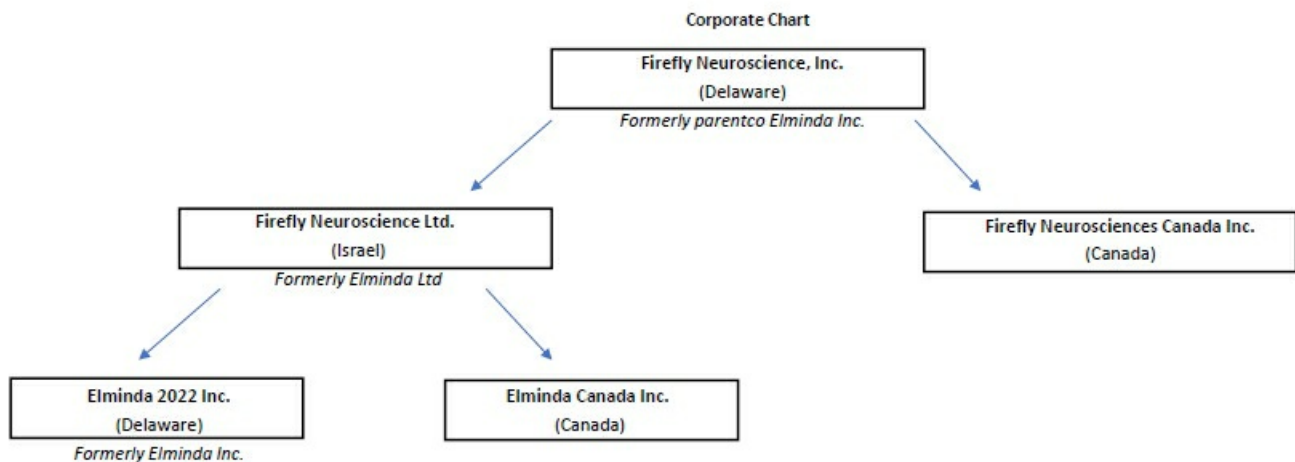 Corporate Chart
Firefly Neuroscience, Inc.
(Delaware)
Formerly parentco Elminda Inc.
Firefly Neuroscience Ltd.
(Israel)
Formerly Elminda Ltd
Firefly Neurosciences Canada Inc.
(Canada)
Elminda 2022 Inc.
(Delaware)
Formerly Elminda Inc.
Elminda Canada Inc.
(Canada)